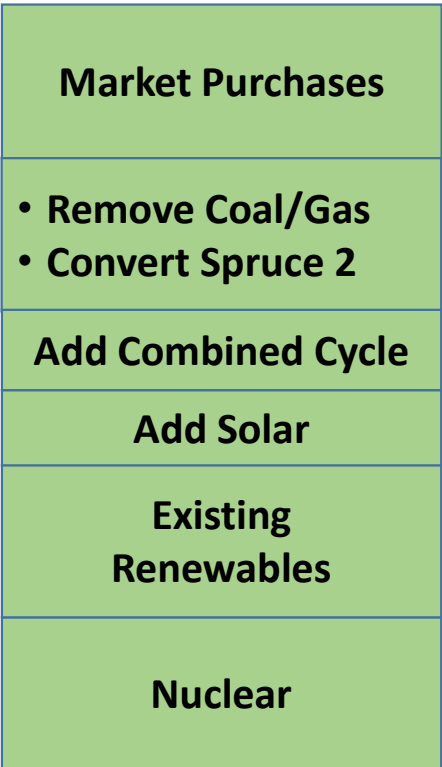 Market Purchases
• Remove Coal/Gas
• Convert Spruce 2
Add Combined Cycle
Add Solar
Existing
Renewables
Nuclear